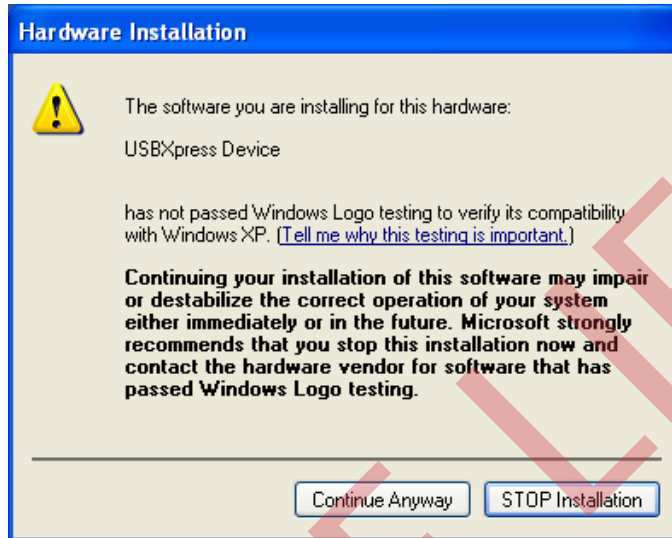 Hardware Installation
The software you are installing for this hardware:
USBXpress Device
has not passed Windows Logo testing to verify its compatibility
with Windows XP. (Tell me why this testing is important.)
Continuing your installation of this software may impair
or destabilize the correct operation of your system
either immediately or in the future. Microsoft strongly
recommends that you stop this installation now and
contact the hardware vendor for software that has
passed Windows Logo testing.
Continue Anyway
STOP Installation